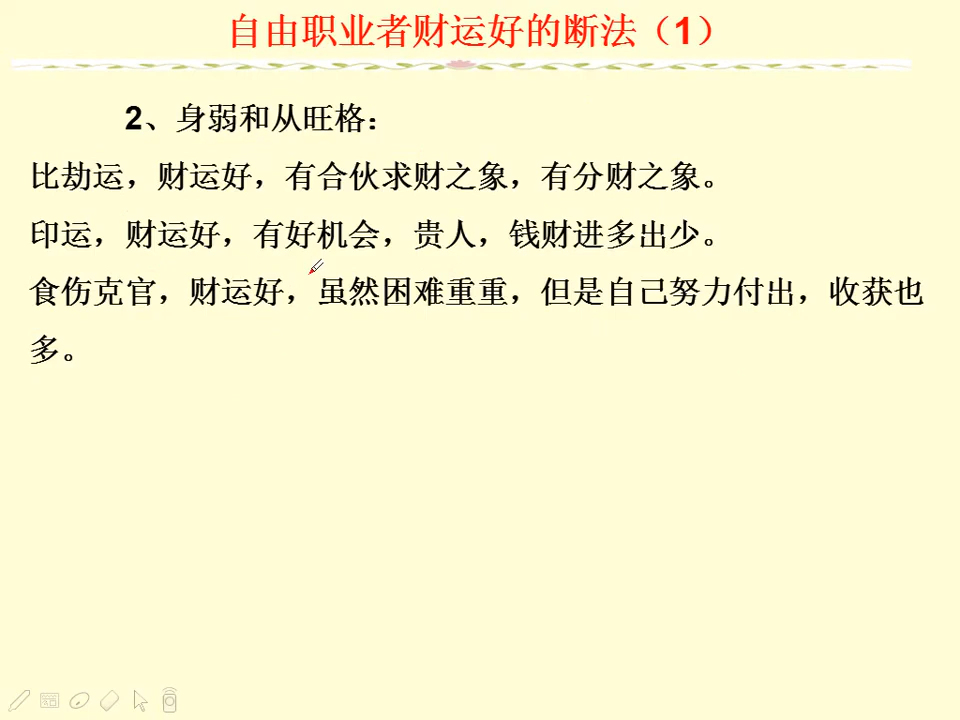 自由职业者财运好的断法（1）
2、身弱和从旺格：
比劫运，财运好，有合伙求财之象，有分财之象。
印运，财运好，有好机会，贵人，钱财进多出少。
食伤克官，财运好，虽然困难重重，但是自己努力付出，收获也
多。